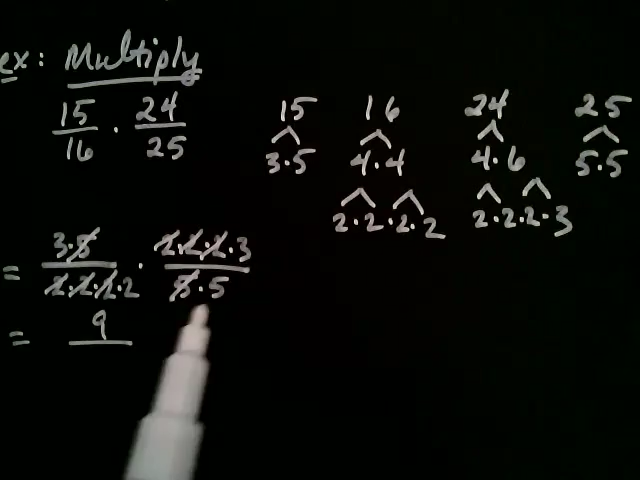 ex: Multiply
15/16 · 24/25
15 16 24 25
3·5 4·4 4·6 5·5
2·2·2·2 2·2·2·3
= 3·5/2·2·2·2 · 2·2·2·3/5·5
= 9/